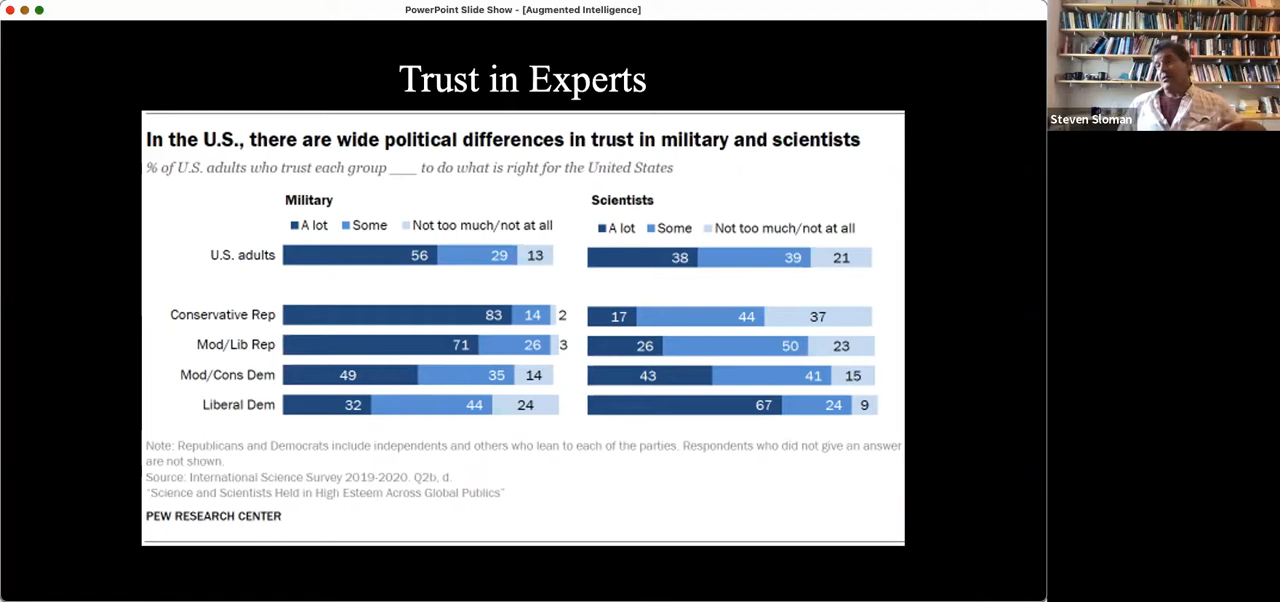 PowerPoint Slide Show - [Augmented Intelligence]
Trust in Experts
Steven Sloman
In the U.S., there are wide political differences in trust in military and scientists
% of U.S. adults who trust each group ___ to do what is right for the United States
Military
Scientists
A lot Some Not too much/not at all
A lot Some Not too much/not at all
U.S. adults 56 29 13 38 39 21
Conservative Rep 83 14 2 17 44 37
Mod/Lib Rep 71 26 3 26 50 23
Mod/Cons Dem 49 35 14 43 41 15
Liberal Dem 32 44 24 67 24 9
Note: Republicans and Democrats include independents and others who lean to each of the parties. Respondents who did not give an answer
are not shown.
Source: International Science Survey 2019-2020. Q2b, d.
"Science and Scientists Held in High Esteem Across Global Publics"
PEW RESEARCH CENTER